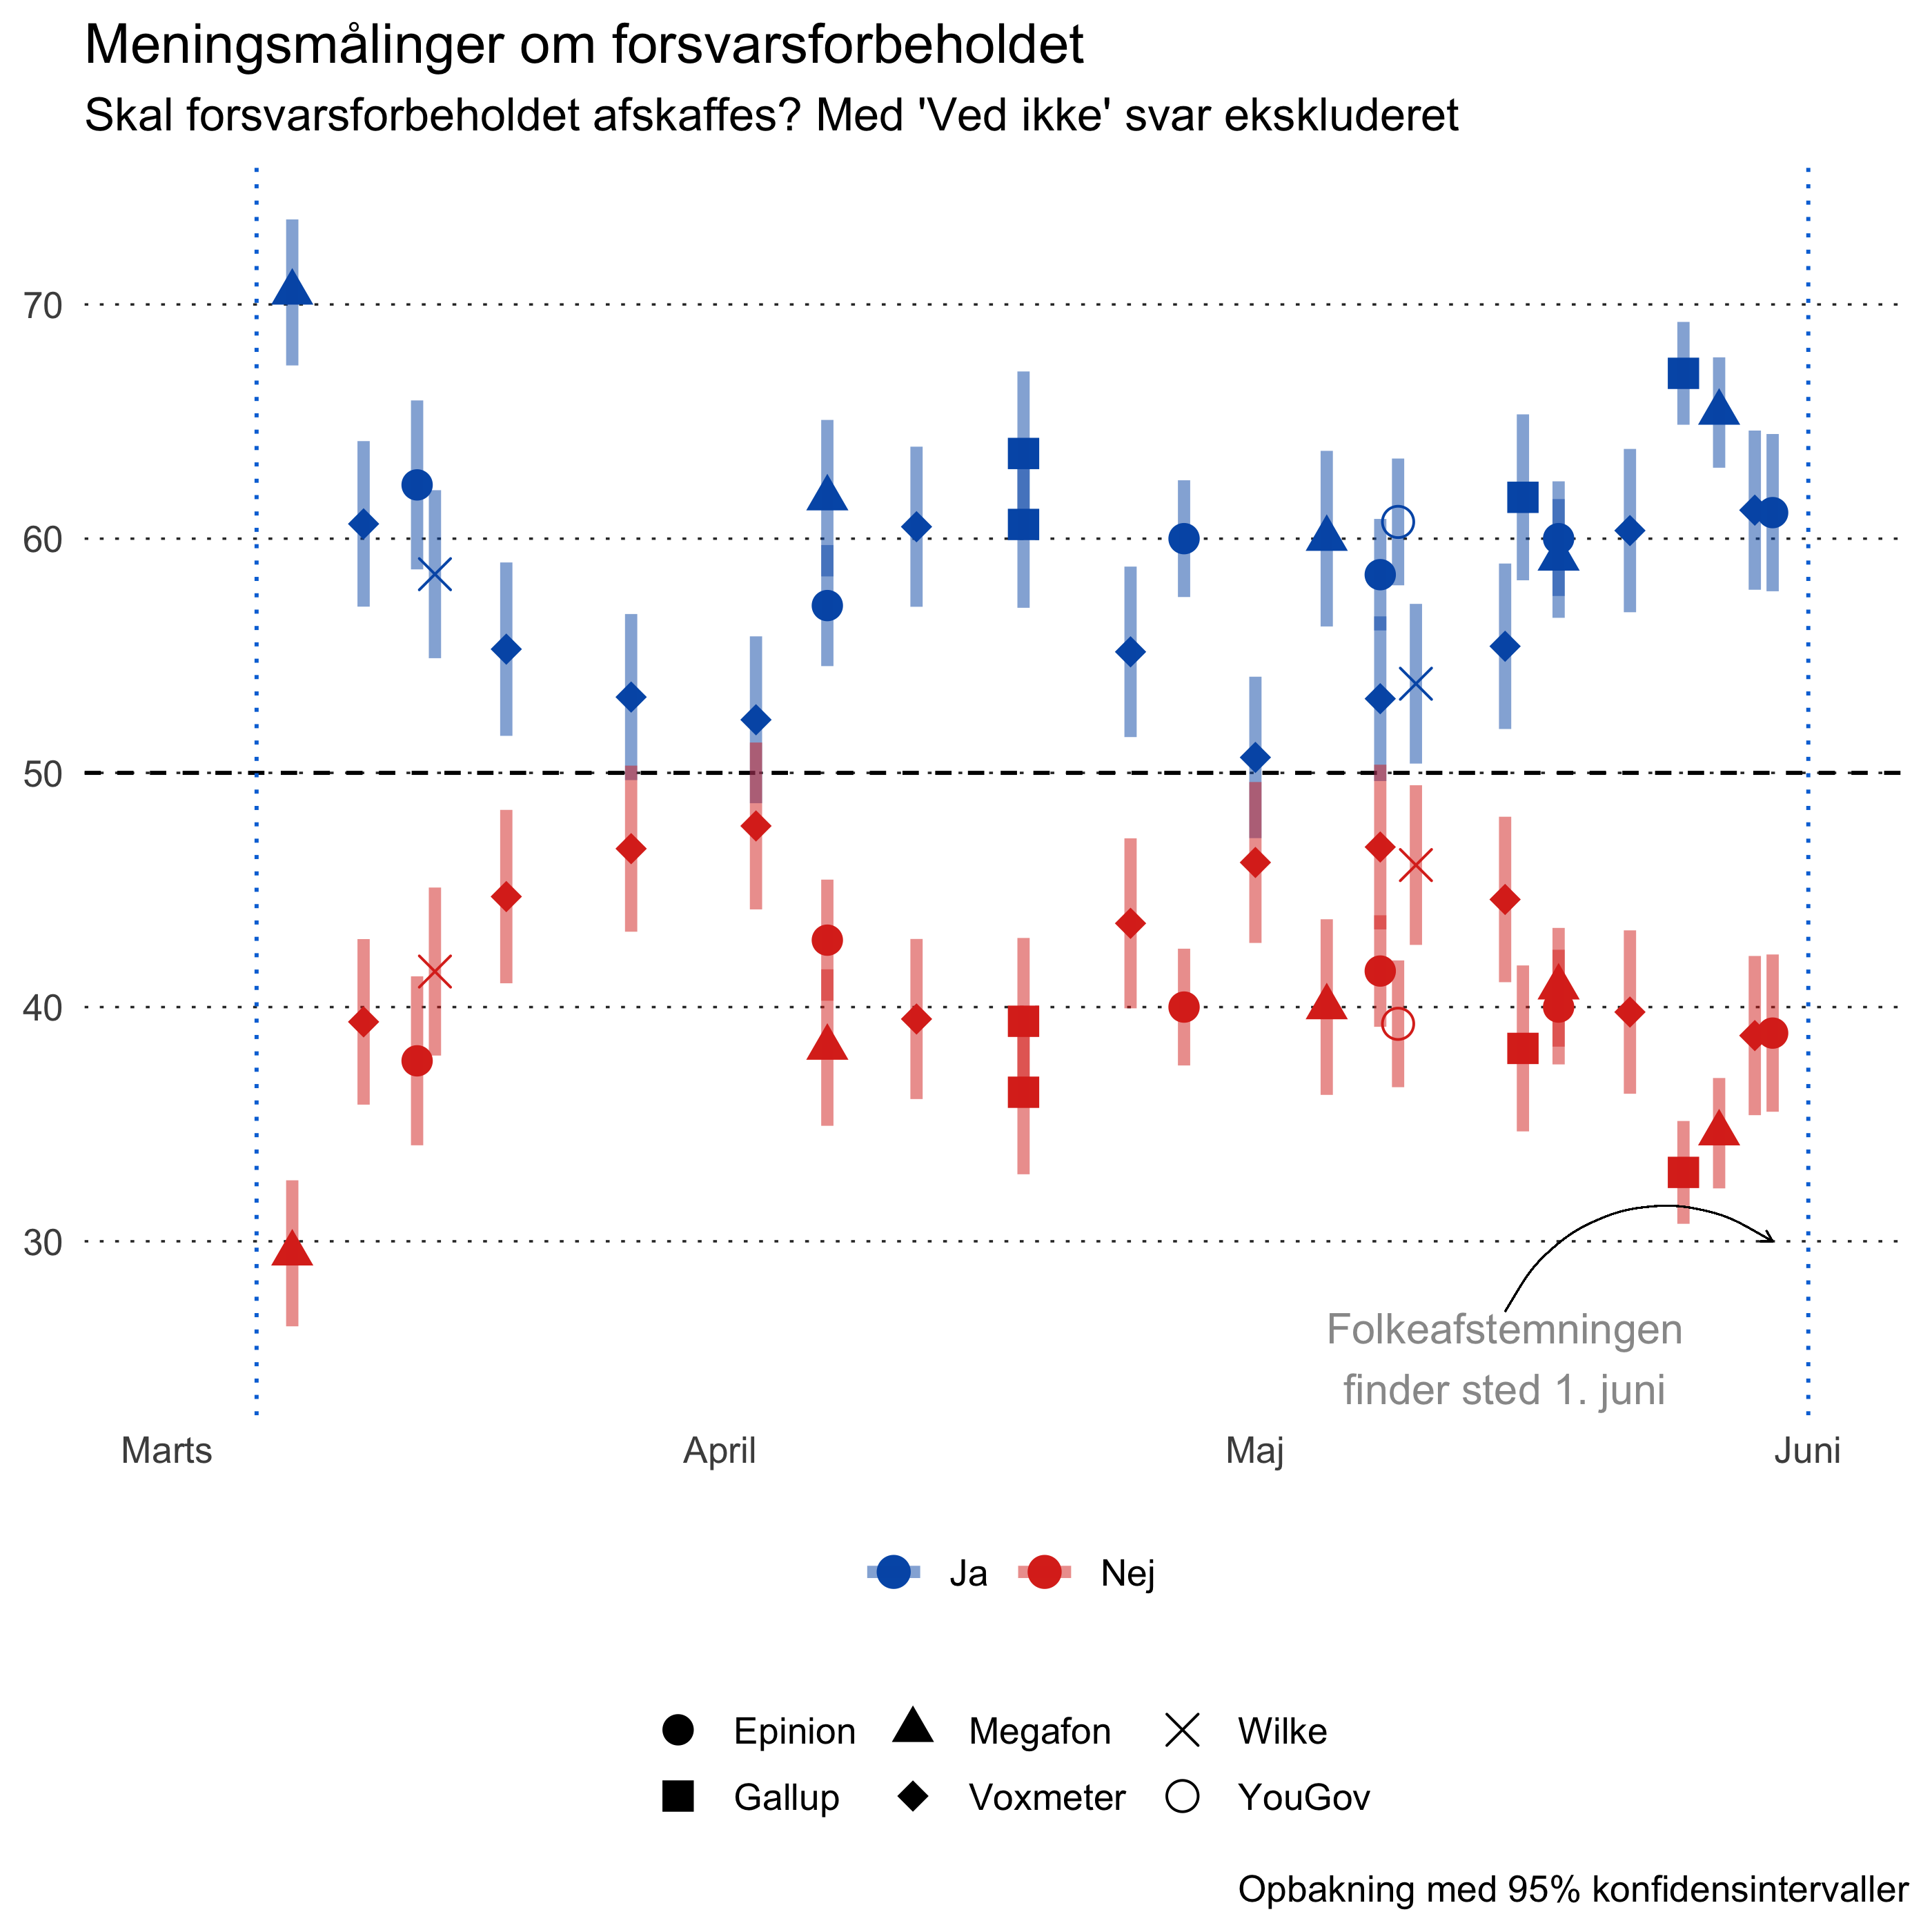 Meningsmålinger om forsvarsforbeholdet
Skal forsvarsforbeholdet afskaffes? Med 'Ved ikke' svar ekskluderet
70
60
50
40
30
Folkeafstemningen
finder sted 1. juni
Marts April Maj Juni
Ja Nej
Epinion Megafon Wilke
Gallup Voxmeter YouGov
Opbakning med 95% konfidensintervaller